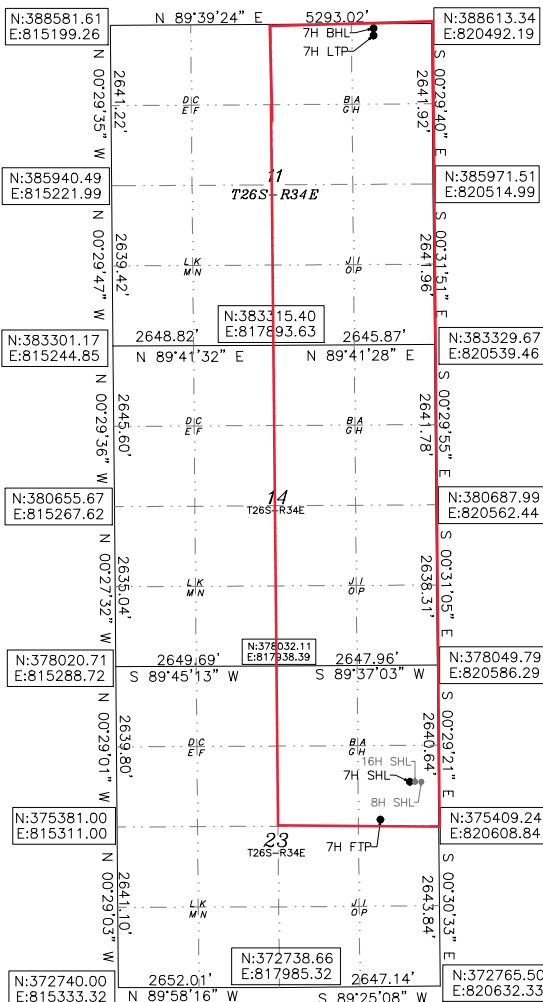 N:388581.61
E:815199.26
N 89°39'24" E 5293.02'
N:388613.34
E:820492.19
7H BHL
7H LTP
N 00°29'35" W
2641.22'
D C
E F
B A
G H
2641.92'
S 00°29'40" E
N:385940.49
E:815221.99
11
T26S-R34E
N:385971.51
E:820514.99
N 00°29'47" W
2639.42'
L K
M N
J I
O P
2641.96'
S 00°31'51" E
N:383315.40
E:817893.63
N:383301.17
E:815244.85
2648.82'
N 89°41'32" E
2645.87'
N 89°41'28" E
N:383329.67
E:820539.46
N 00°29'36" W
2645.60'
D C
E F
B A
G H
2641.78'
S 00°29'55" E
N:380655.67
E:815267.62
14
T26S-R34E
N:380687.99
E:820562.44
N 00°27'32" W
2635.04'
L K
M N
J I
O P
2638.31'
S 00°31'05" E
N:378032.11
E:817938.39
N:378020.71
E:815288.72
2649.69'
S 89°45'13" W
2647.96'
S 89°37'03" W
N:378049.79
E:820586.29
N 00°29'01" W
2639.80'
D C
E F
B A
G H
2640.64'
S 00°29'21" E
16H SHL
7H SHL
8H SHL
N:375381.00
E:815311.00
23
T26S-R34E
7H FTP
N:375409.24
E:820608.84
N 00°29'03" W
2641.10'
L K
M N
J I
O P
2643.84'
S 00°30'33" E
N:372738.66
E:817985.32
N:372740.00
E:815333.32
2652.01'
N 89°58'16" W
2647.14'
S 89°25'08" W
N:372765.50
E:820632.33